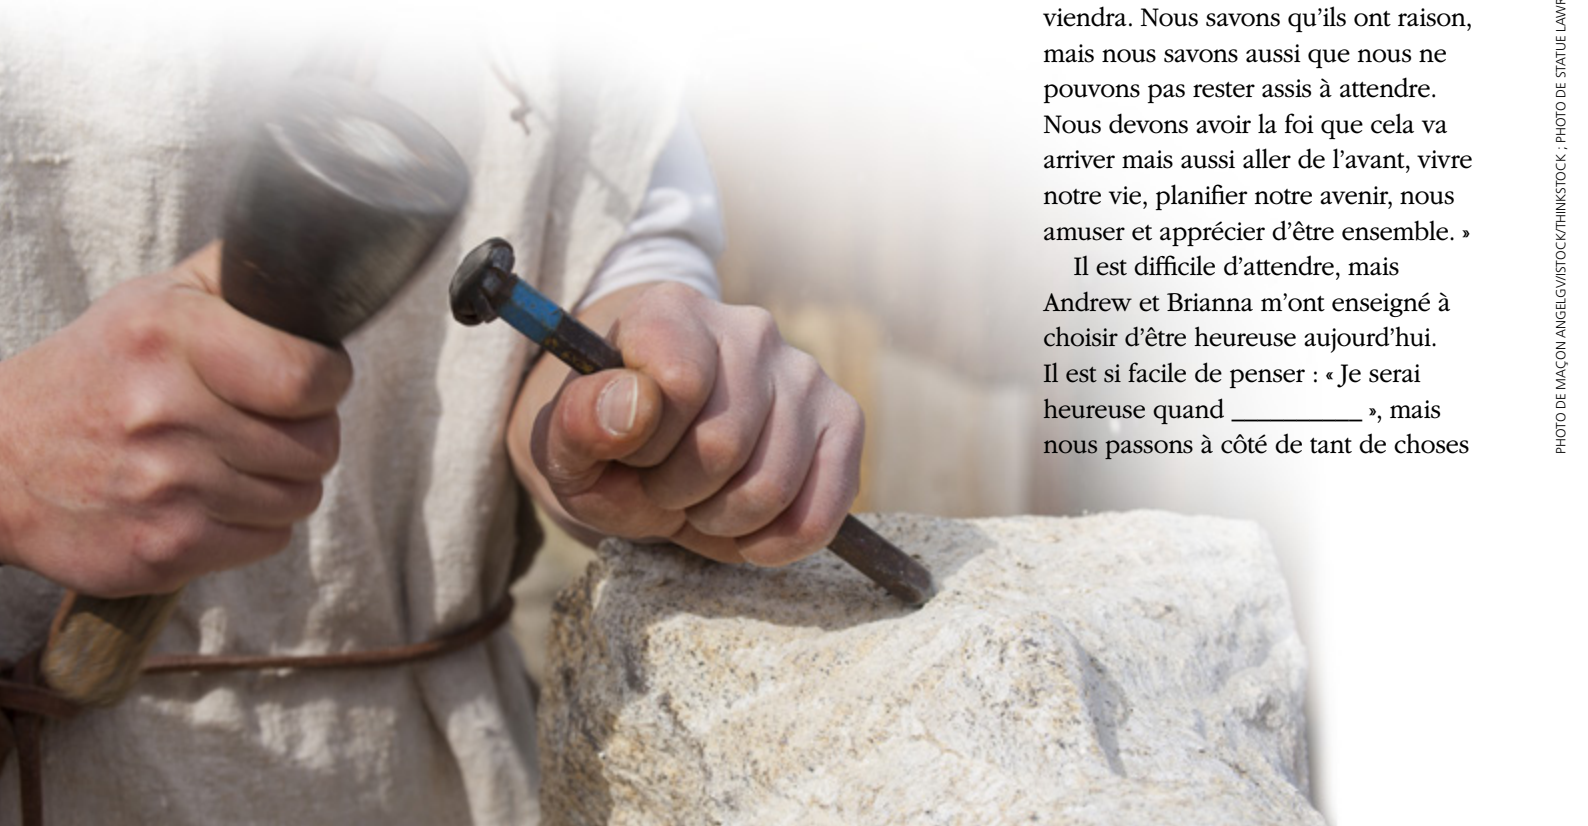 viendra. Nous savons qu’ils ont raison,
mais nous savons aussi que nous ne
pouvons pas rester assis à attendre.
Nous devons avoir la foi que cela va
arriver mais aussi aller de l’avant, vivre
notre vie, planifier notre avenir, nous
amuser et apprécier d’être ensemble. »
Il est difficile d’attendre, mais
Andrew et Brianna m’ont enseigné à
choisir d’être heureuse aujourd’hui.
Il est si facile de penser : « Je serai
heureuse quand __________ », mais
nous passons à côté de tant de choses
PHOTO DE MAÇON ANGELGV/ISTOCK/THINKSTOCK ; PHOTO DE STATUE